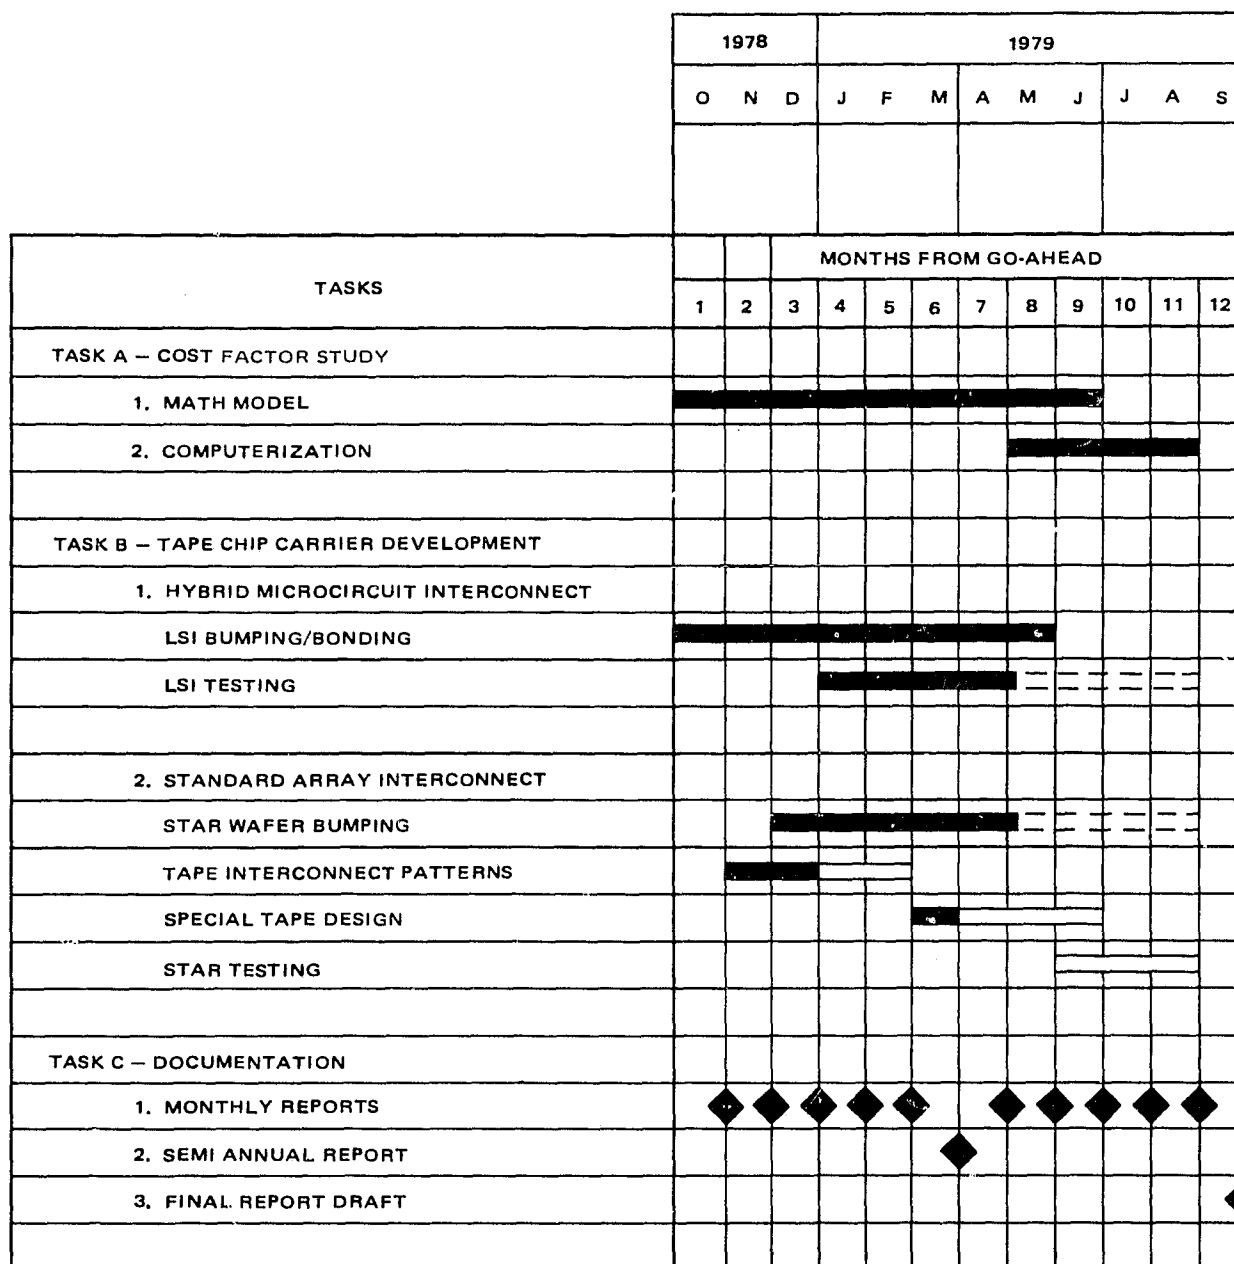 1978 1979
O N D J F M A M J J A S
TASKS
MONTHS FROM GO-AHEAD
1 2 3 4 5 6 7 8 9 10 11 12
TASK A – COST FACTOR STUDY
1. MATH MODEL
2. COMPUTERIZATION
TASK B – TAPE CHIP CARRIER DEVELOPMENT
1. HYBRID MICROCIRCUIT INTERCONNECT
LSI BUMPING/BONDING
LSI TESTING
2. STANDARD ARRAY INTERCONNECT
STAR WAFER BUMPING
TAPE INTERCONNECT PATTERNS
SPECIAL TAPE DESIGN
STAR TESTING
TASK C – DOCUMENTATION
1. MONTHLY REPORTS
2. SEMI ANNUAL REPORT
3. FINAL REPORT DRAFT